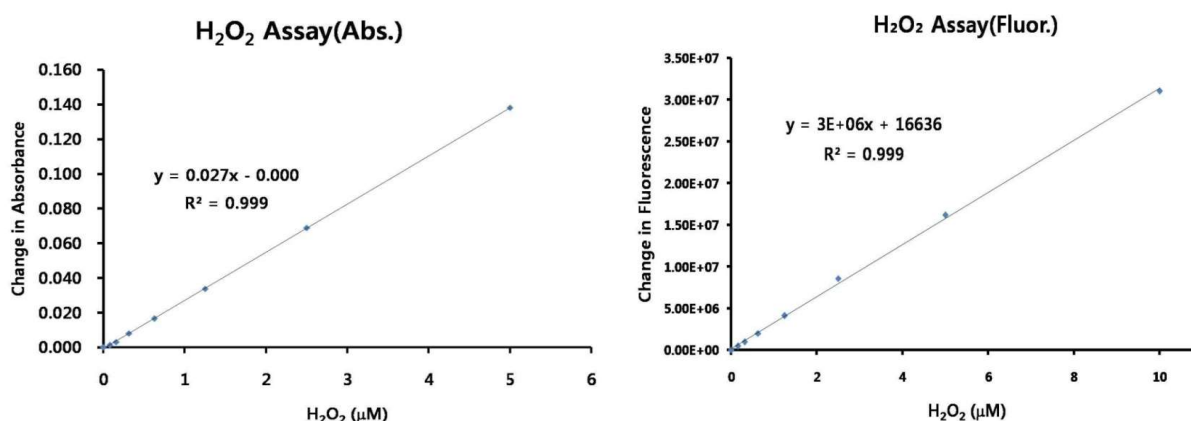 H₂O₂ Assay(Abs.)
0.160
0.140
0.120
0.100
0.080
0.060
0.040
0.020
0.000
Change in Absorbance
y = 0.027x - 0.000
R² = 0.999
0 1 2 3 4 5 6
H₂O₂ (μM)
H₂O₂ Assay(Fluor.)
3.50E+07
3.00E+07
2.50E+07
2.00E+07
1.50E+07
1.00E+07
5.00E+06
0.00E+00
Change in Fluorescence
y = 3E+06x + 16636
R² = 0.999
0 2 4 6 8 10
H₂O₂ (μM)